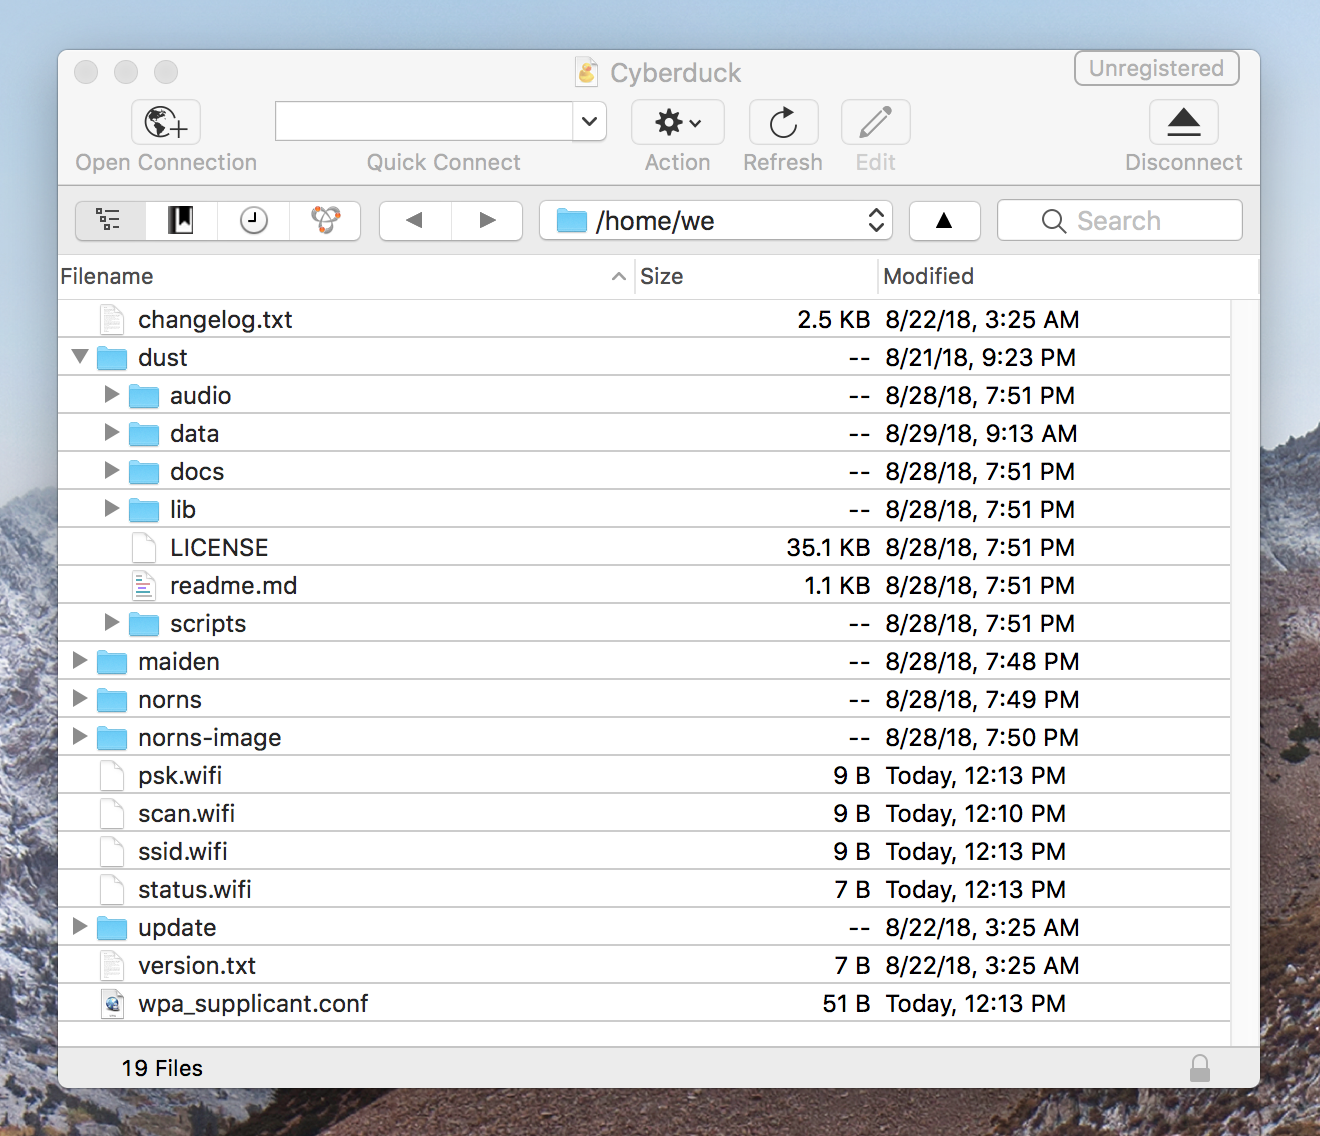 Cyberduck
Unregistered
Open Connection
Quick Connect
Action
Refresh
Edit
Disconnect
/home/we
Search
Filename Size Modified
changelog.txt 2.5 KB 8/22/18, 3:25 AM
dust -- 8/21/18, 9:23 PM
audio -- 8/28/18, 7:51 PM
data -- 8/29/18, 9:13 AM
docs -- 8/28/18, 7:51 PM
lib -- 8/28/18, 7:51 PM
LICENSE 35.1 KB 8/28/18, 7:51 PM
readme.md 1.1 KB 8/28/18, 7:51 PM
scripts -- 8/28/18, 7:51 PM
maiden -- 8/28/18, 7:48 PM
norns -- 8/28/18, 7:49 PM
norns-image -- 8/28/18, 7:50 PM
psk.wifi 9 B Today, 12:13 PM
scan.wifi 9 B Today, 12:10 PM
ssid.wifi 9 B Today, 12:13 PM
status.wifi 7 B Today, 12:13 PM
update -- 8/22/18, 3:25 AM
version.txt 7 B 8/22/18, 3:25 AM
wpa_supplicant.conf 51 B Today, 12:13 PM
19 Files